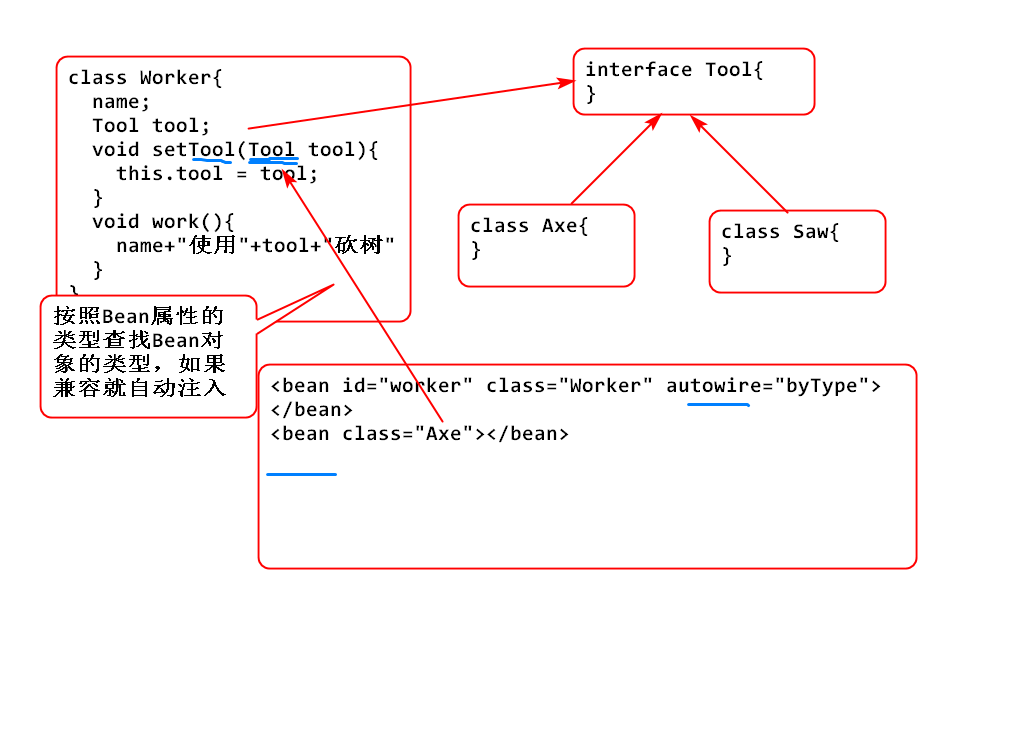 class Worker{
name;
Tool tool;
void setTool(Tool tool){
this.tool = tool;
}
void work(){
name+"使用"+tool+"砍树"
}
}
interface Tool{
}
class Axe{
}
class Saw{
}
按照Bean属性的
类型查找Bean对
象的类型，如果
兼容就自动注入
<bean id="worker" class="Worker" autowire="byType">
</bean>
<bean class="Axe"></bean>